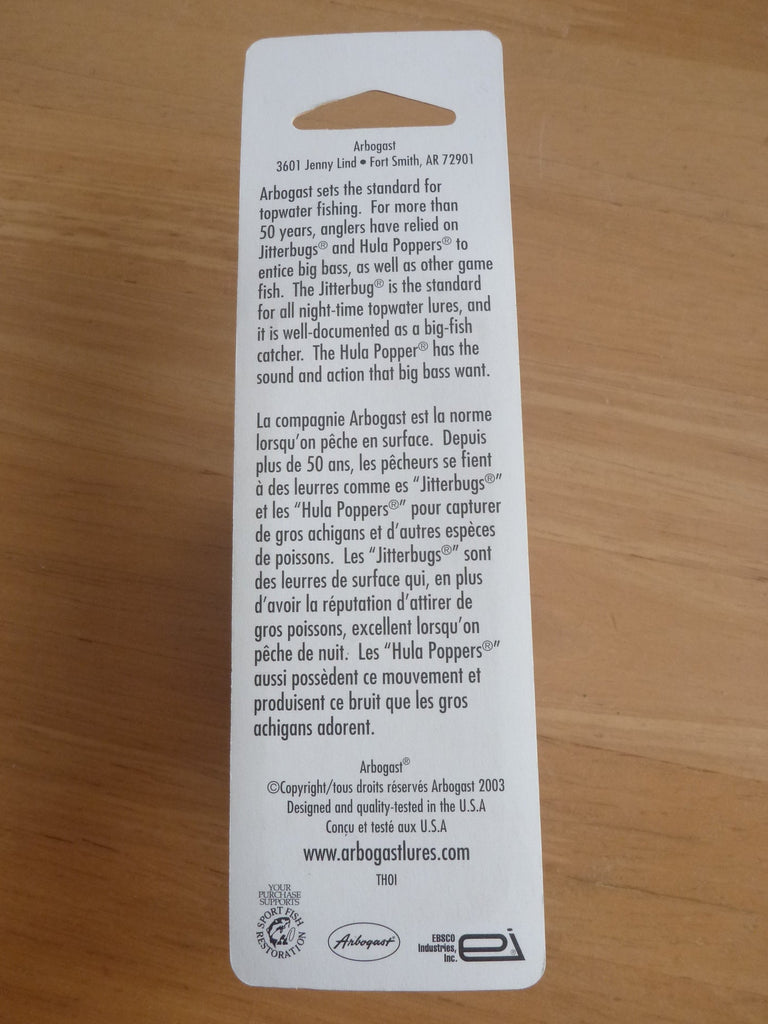 Arbogast
3601 Jenny Lind • Fort Smith, AR 72901
Arbogast sets the standard for
topwater fishing. For more than
50 years, anglers have relied on
Jitterbugs® and Hula Poppers® to
entice big bass, as well as other game
fish. The Jitterbug® is the standard
for all night-time topwater lures, and
it is well-documented as a big-fish
catcher. The Hula Popper® has the
sound and action that big bass want.
La compagnie Arbogast est la norme
lorsqu'on pêche en surface. Depuis
plus de 50 ans, les pêcheurs se fient
à des leurres comme es “Jitterbugs®”
et les “Hula Poppers®” pour capturer
de gros achigans et d'autres espèces
de poissons. Les “Jitterbugs®” sont
des leurres de surface qui, en plus
d'avoir la réputation d'attirer de
gros poissons, excellent lorsqu'on
pêche de nuit. Les “Hula Poppers®”
aussi possèdent ce mouvement et
produisent ce bruit que les gros
achigans adorent.
Arbogast®
©Copyright/tous droits réservés Arbogast 2003
Designed and quality-tested in the U.S.A
Conçu et testé aux U.S.A
www.arbogastlures.com
THOI
YOUR
PURCHASE
SUPPORTS
SPORT FISH
RESTORATION
Arbogast
EBSCO
Industries,
Inc.
ei®